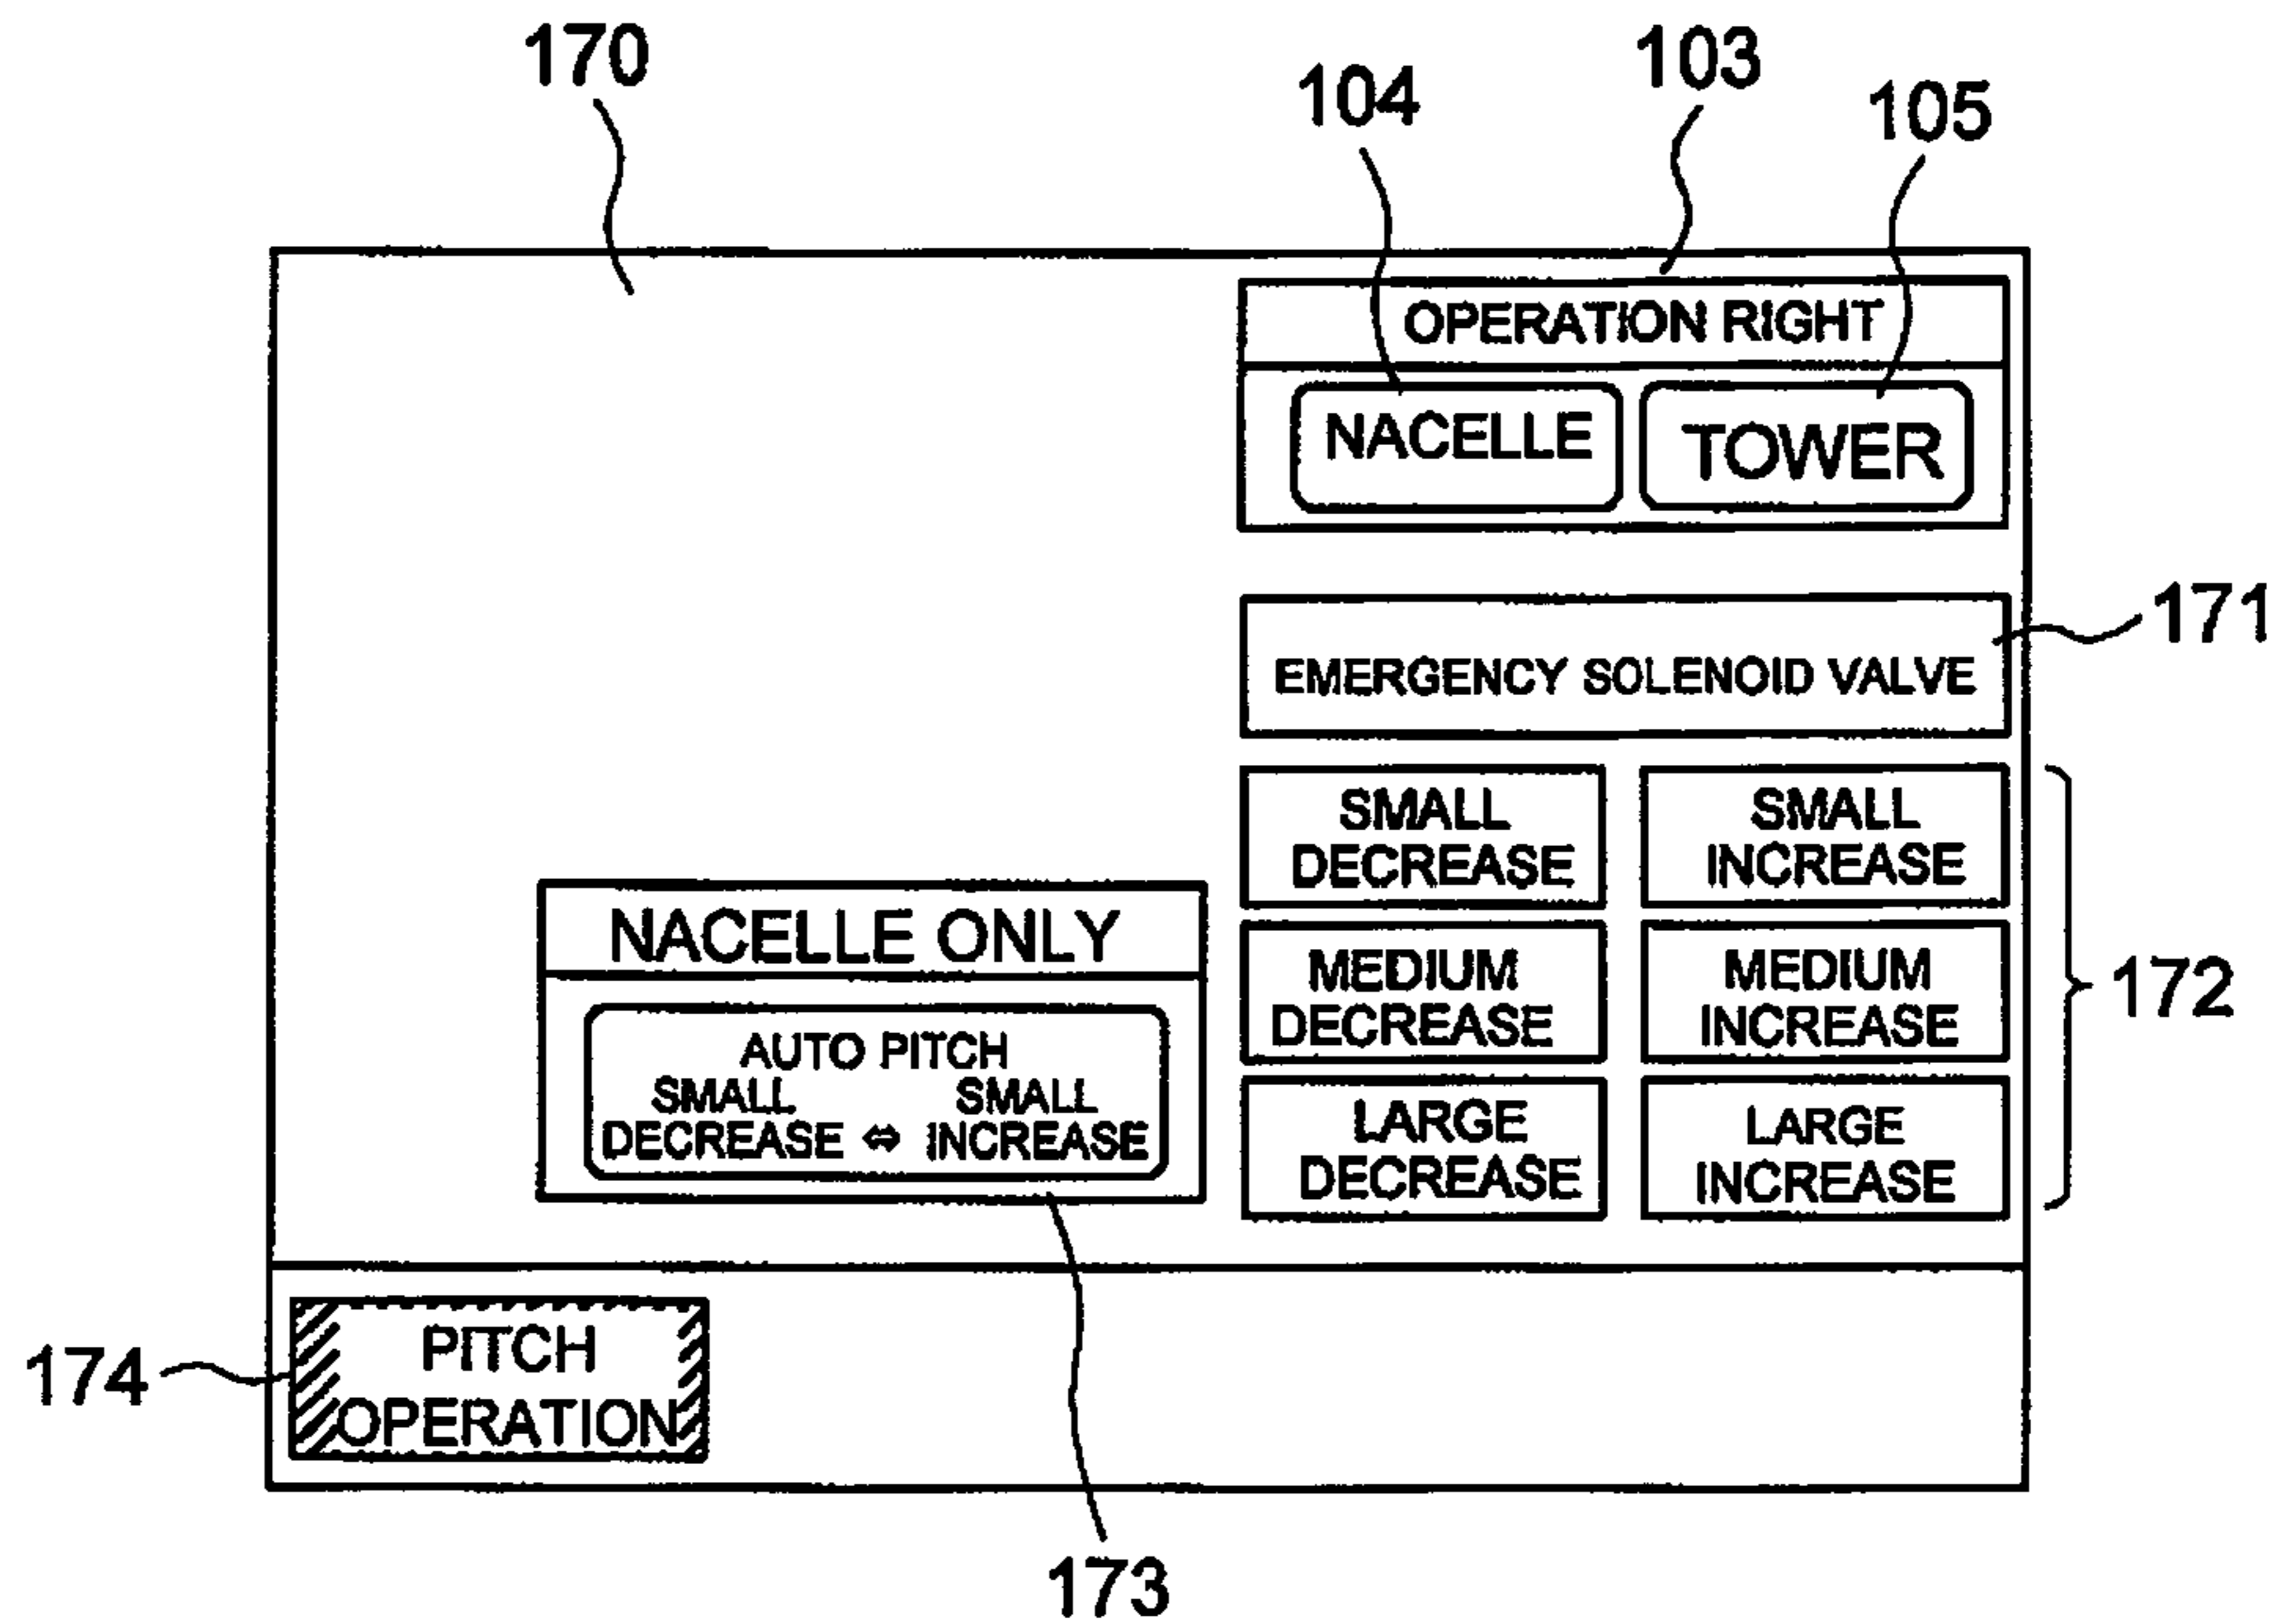 170
103
104
105
OPERATION RIGHT
NACELLE
TOWER
171
EMERGENCY SOLENOID VALVE
SMALL
DECREASE
SMALL
INCREASE
MEDIUM
DECREASE
MEDIUM
INCREASE
LARGE
DECREASE
LARGE
INCREASE
172
NACELLE ONLY
AUTO PITCH
SMALL SMALL
DECREASE ⇔ INCREASE
174
PITCH
OPERATION
173